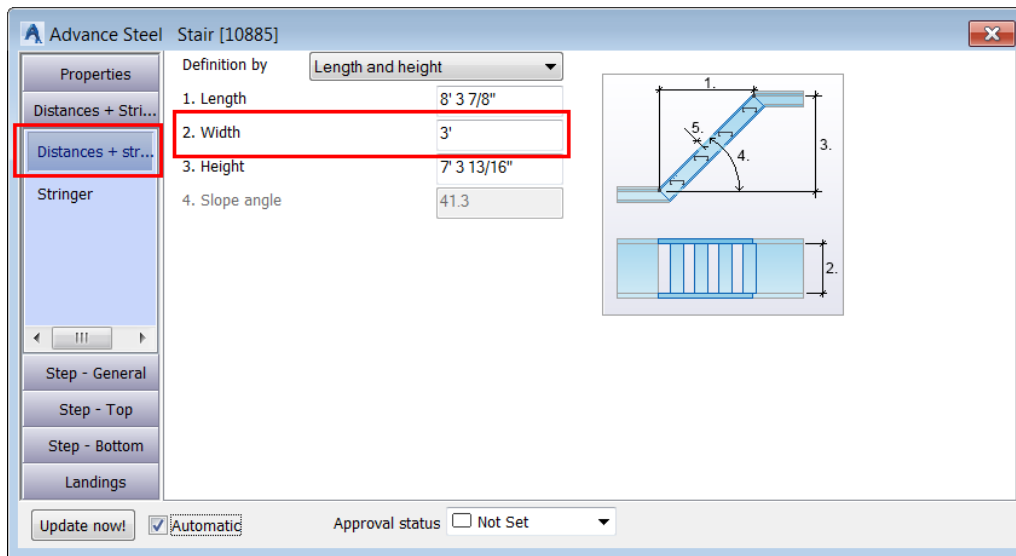 Advance Steel   Stair [10885]
Properties
Distances + Stri...
Distances + str...
Stringer
Step - General
Step - Top
Step - Bottom
Landings
Definition by   Length and height
1. Length   8' 3 7/8"
2. Width   3'
3. Height   7' 3 13/16"
4. Slope angle   41.3
1.
5.
4.
3.
2.
Update now!   Automatic   Approval status   Not Set